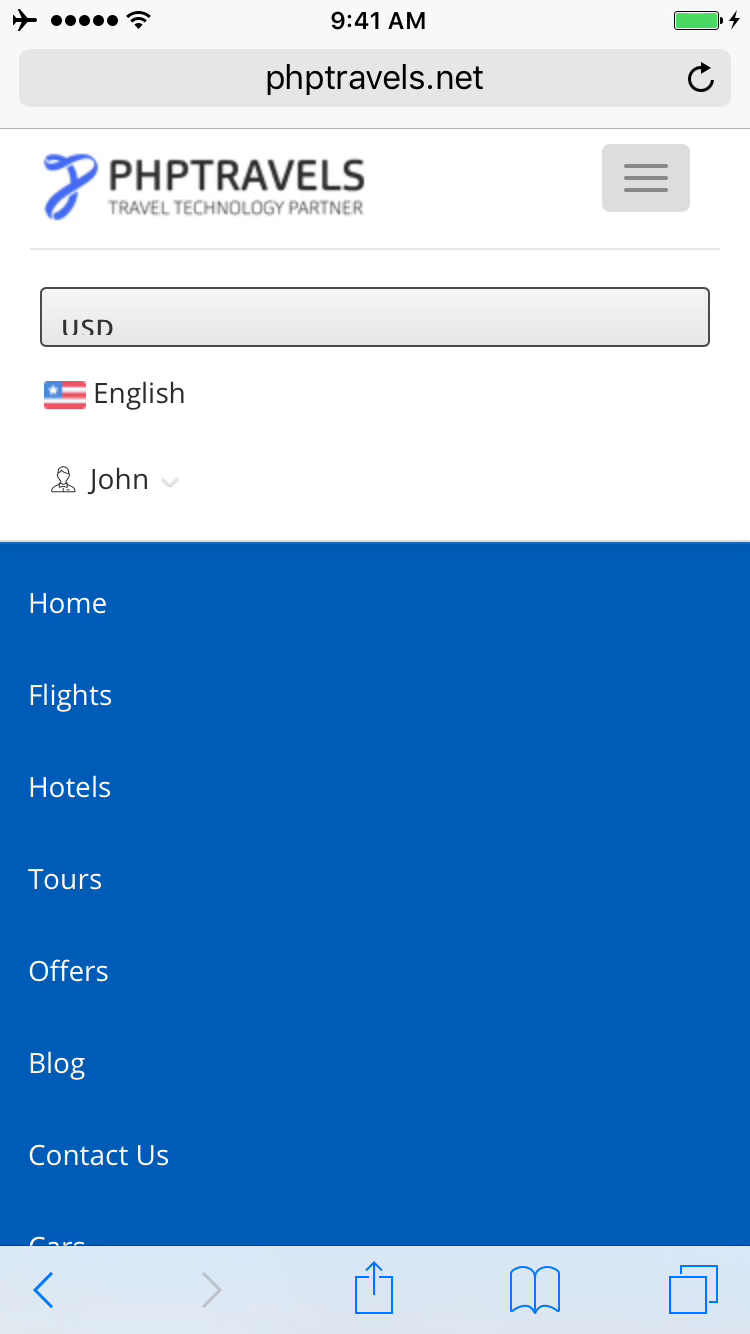 9:41 AM
phptravels.net
PHPTRAVELS
TRAVEL TECHNOLOGY PARTNER
USD
English
John
Home
Flights
Hotels
Tours
Offers
Blog
Contact Us
Cars